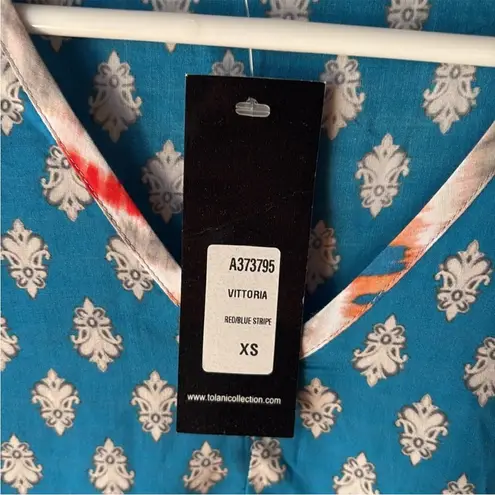 A373795
VITTORIA
RED/BLUE STRIPE
XS
www.tolanicollection.com